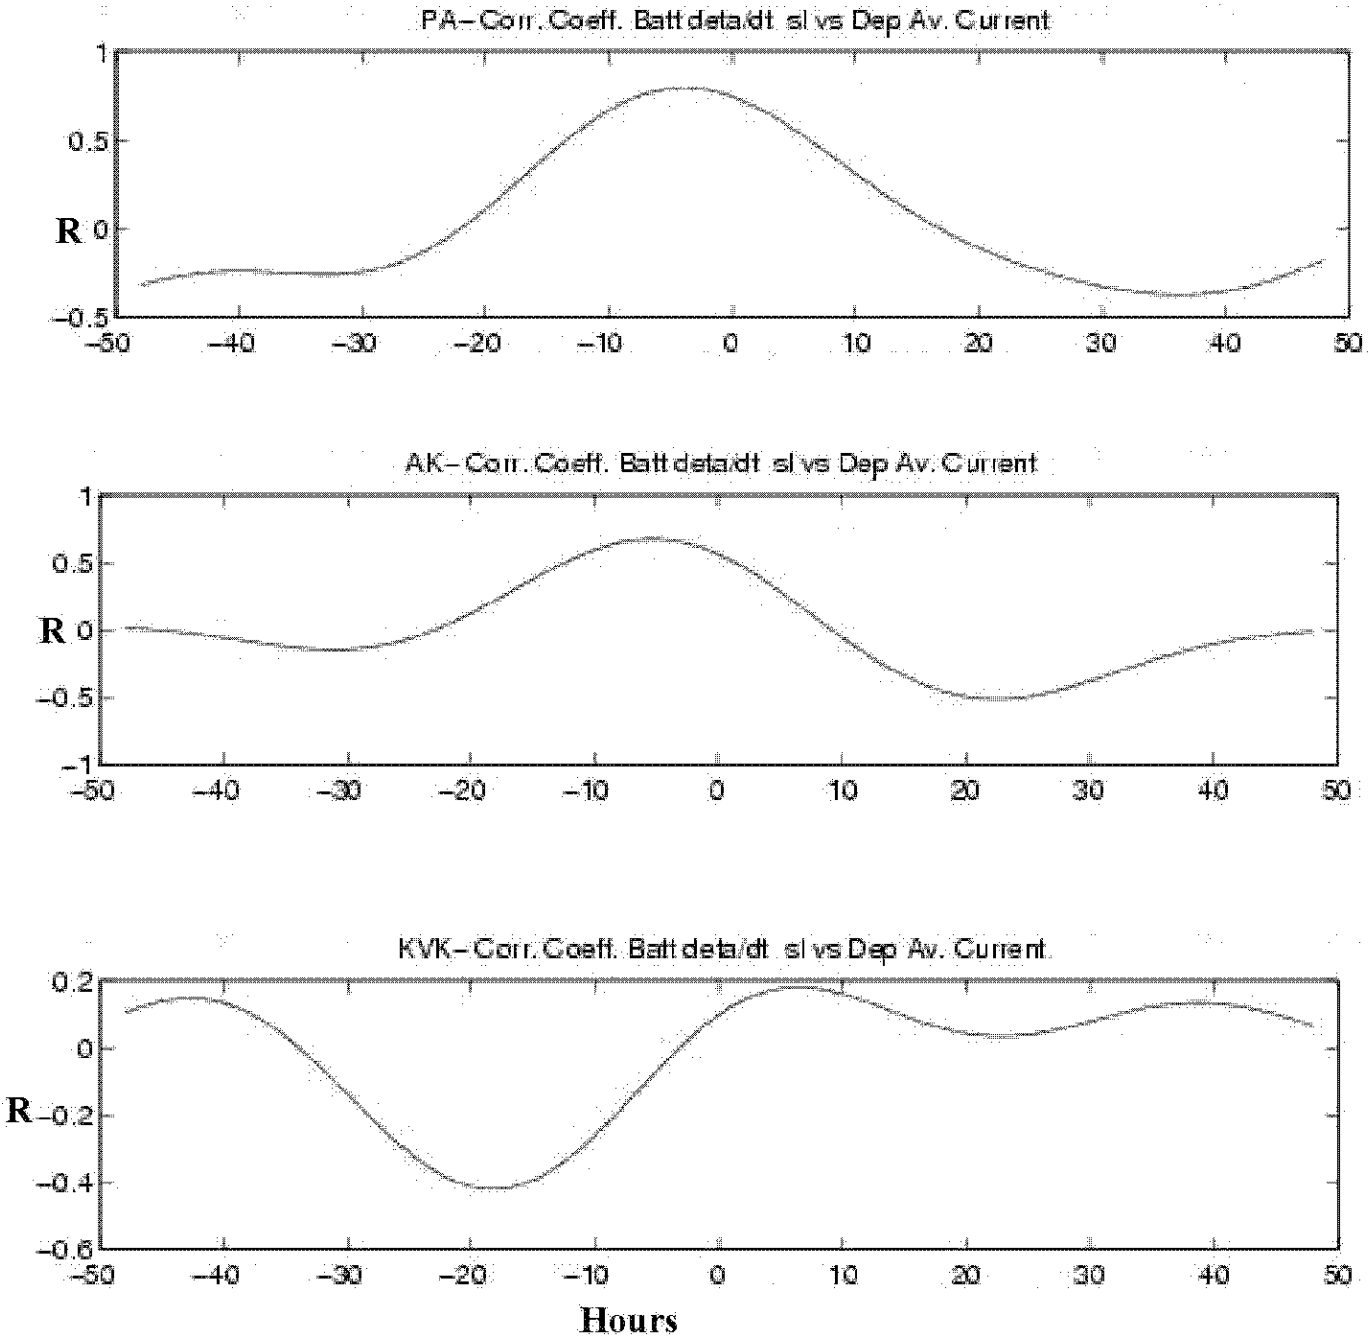 PA-Corr.Coeff. Batt deta/dt sl vs Dep Av. Current
1
0.5
R 0
-0.5
-50 -40 -30 -20 -10 0 10 20 30 40 50
AK-Corr.Coeff. Batt deta/dt sl vs Dep Av. Current
1
0.5
R 0
-0.5
-1
-50 -40 -30 -20 -10 0 10 20 30 40 50
KVK-Corr.Coeff. Batt deta/dt sl vs Dep Av. Current
0.2
0
R -0.2
-0.4
-0.6
-50 -40 -30 -20 -10 0 10 20 30 40 50
Hours